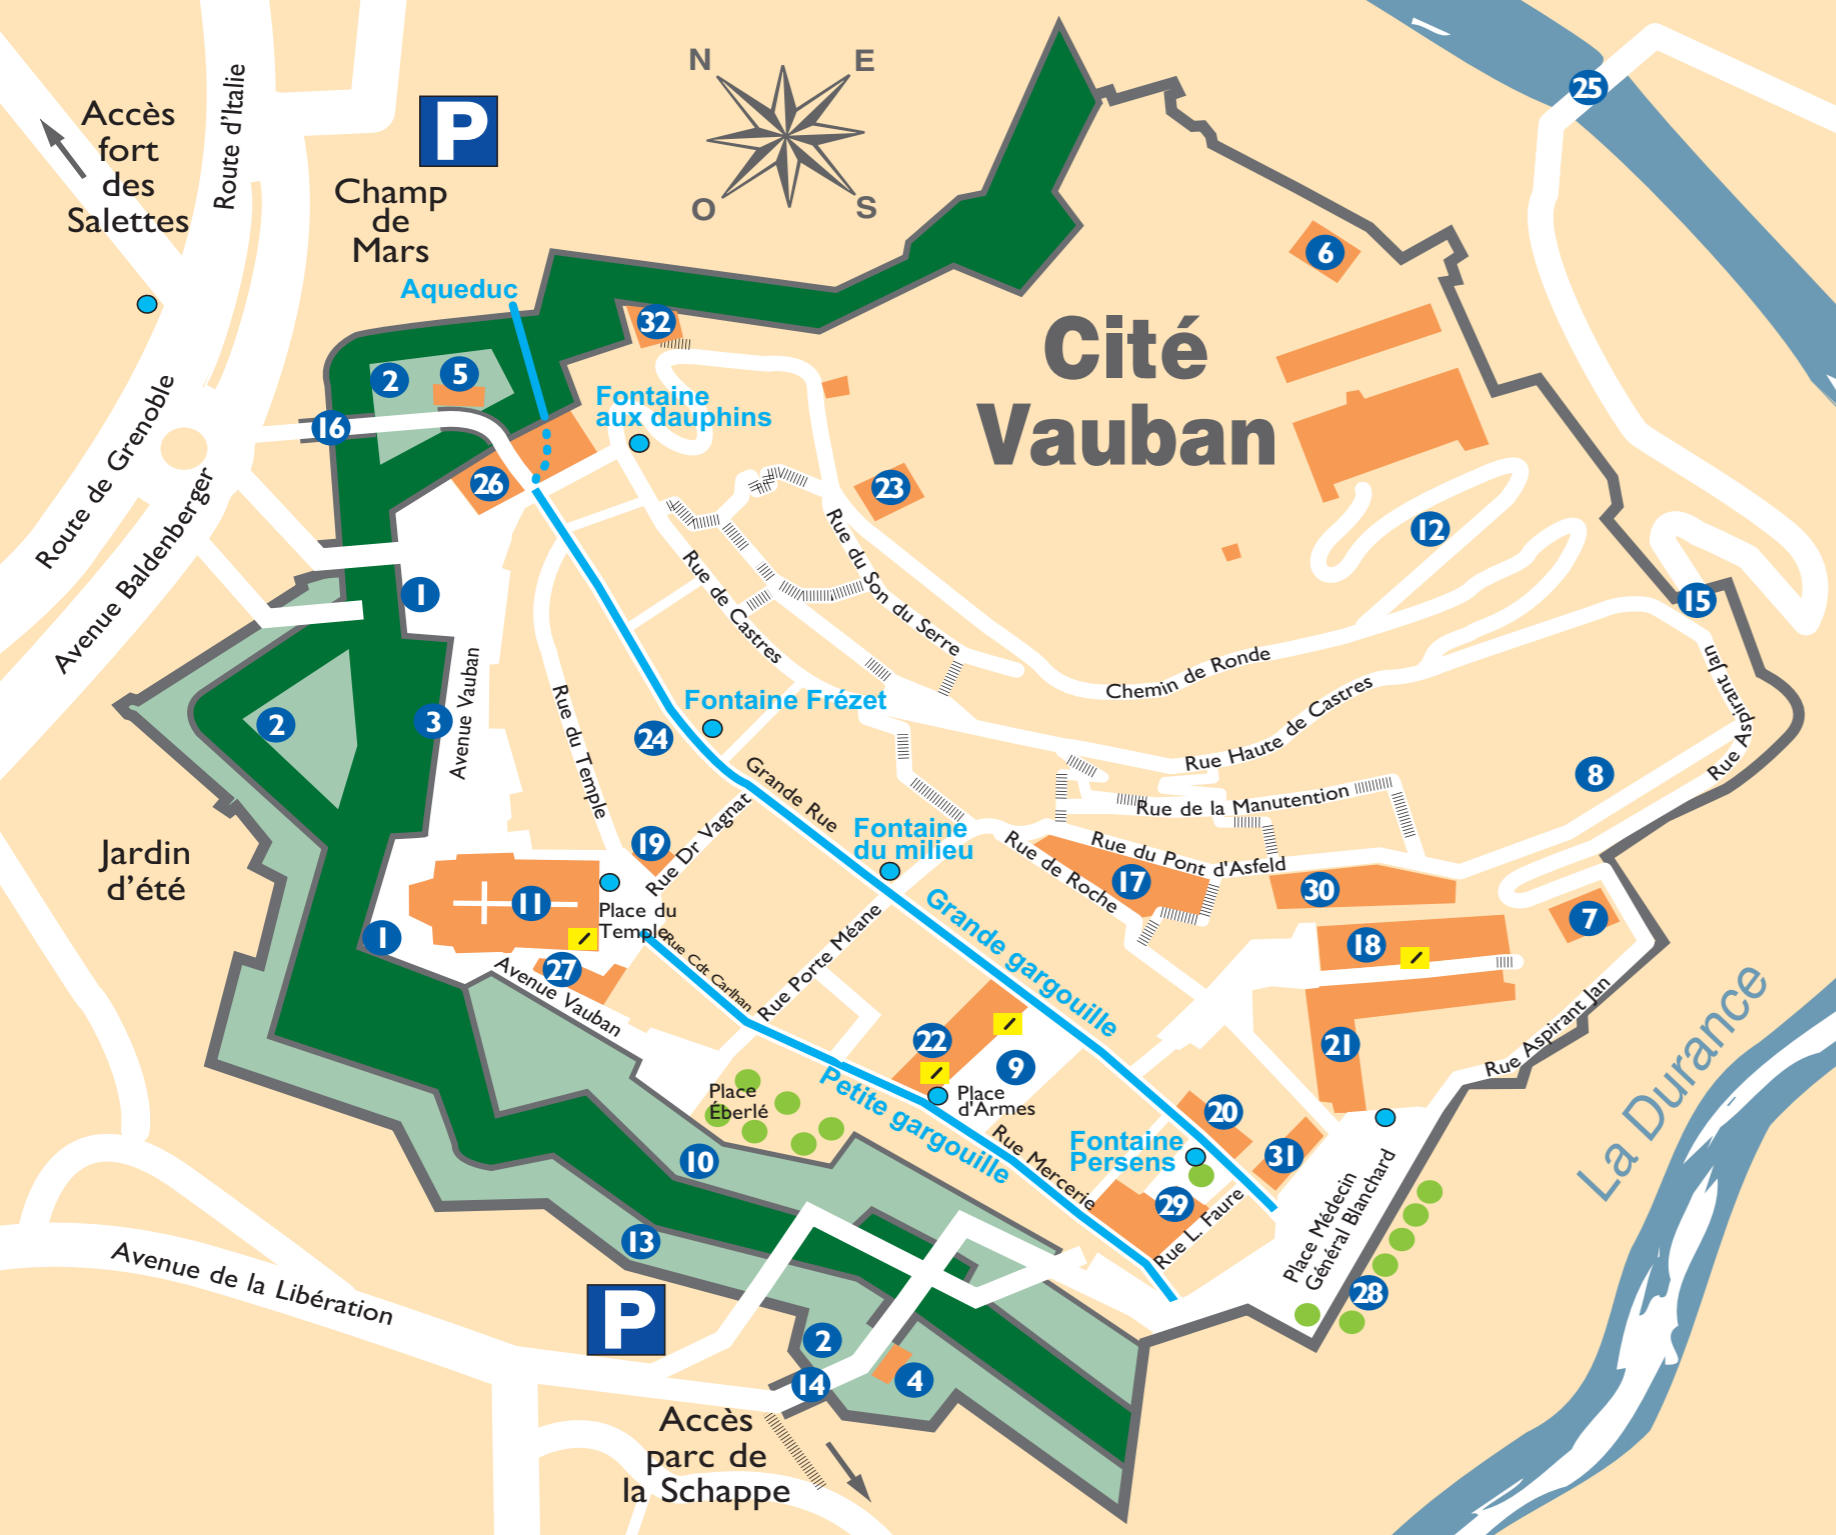 N
E
O
S
P
Accès
fort
des
Salettes
Route d'Italie
Champ
de
Mars
Aqueduc
25
6
32
2
5
16
26
Fontaine
aux dauphins
Cité
Vauban
23
12
15
Route de Grenoble
Avenue Baldenberger
1
Rue de Castres
Rue du Son du Serre
Chemin de Ronde
Rue Haute de Castres
Rue Aspirant Jan
2
3
Avenue Vauban
Rue du Temple
24
Fontaine Frézet
Grande Rue
8
Rue de la Manutention
Jardin
d'été
19
Rue Dr Vagnat
Fontaine
du milieu
Rue de Roche
Rue du Pont d'Asfeld
17
30
7
11
1
Place du
Temple
Rue Cdt Carlhan
27
Avenue Vauban
Rue Porte Méane
Grande gargouille
18
21
Rue Aspirant Jan
La Durance
22
9
Place
d'Armes
Place
Éberlé
Petite gargouille
Rue Mercerie
20
Fontaine
Persens
31
29
Rue L. Faure
Place Médecin
Général Blanchard
28
10
13
Avenue de la Libération
P
2
14
4
Accès
parc de
la Schappe